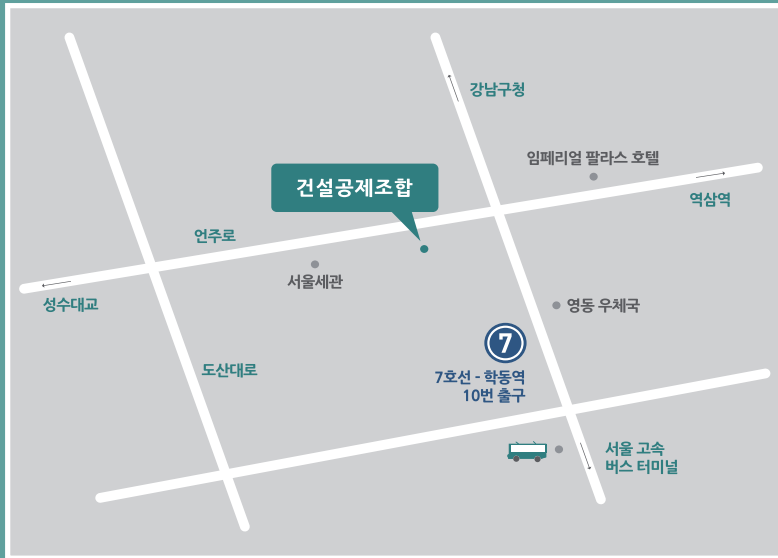 강남구청
임페리얼 팔라스 호텔
건설공제조합
역삼역
언주로
서울세관
성수대교
영동 우체국
7
도산대로
7호선 - 학동역
10번 출구
서울 고속
버스 터미널